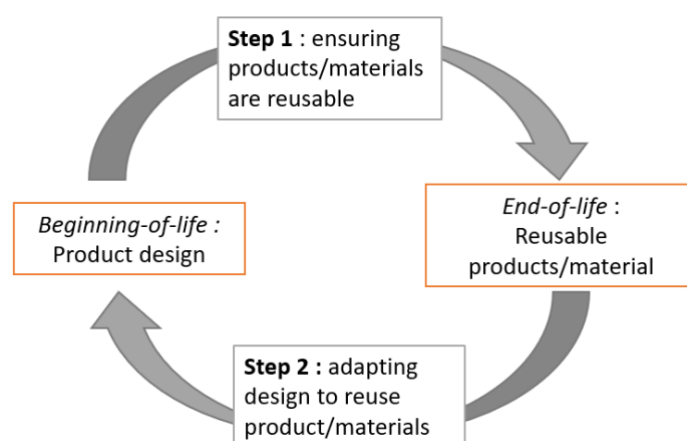 Step 1 : ensuring
products/materials
are reusable
Beginning-of-life :
Product design
End-of-life :
Reusable
products/material
Step 2 : adapting
design to reuse
product/materials